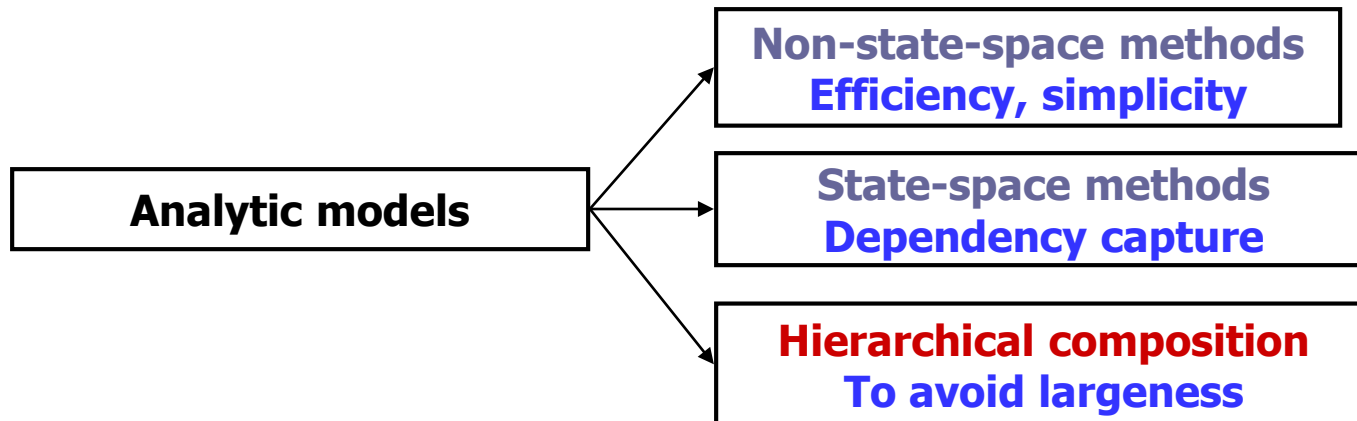 Non-state-space methods
Efficiency, simplicity
Analytic models
State-space methods
Dependency capture
Hierarchical composition
To avoid largeness